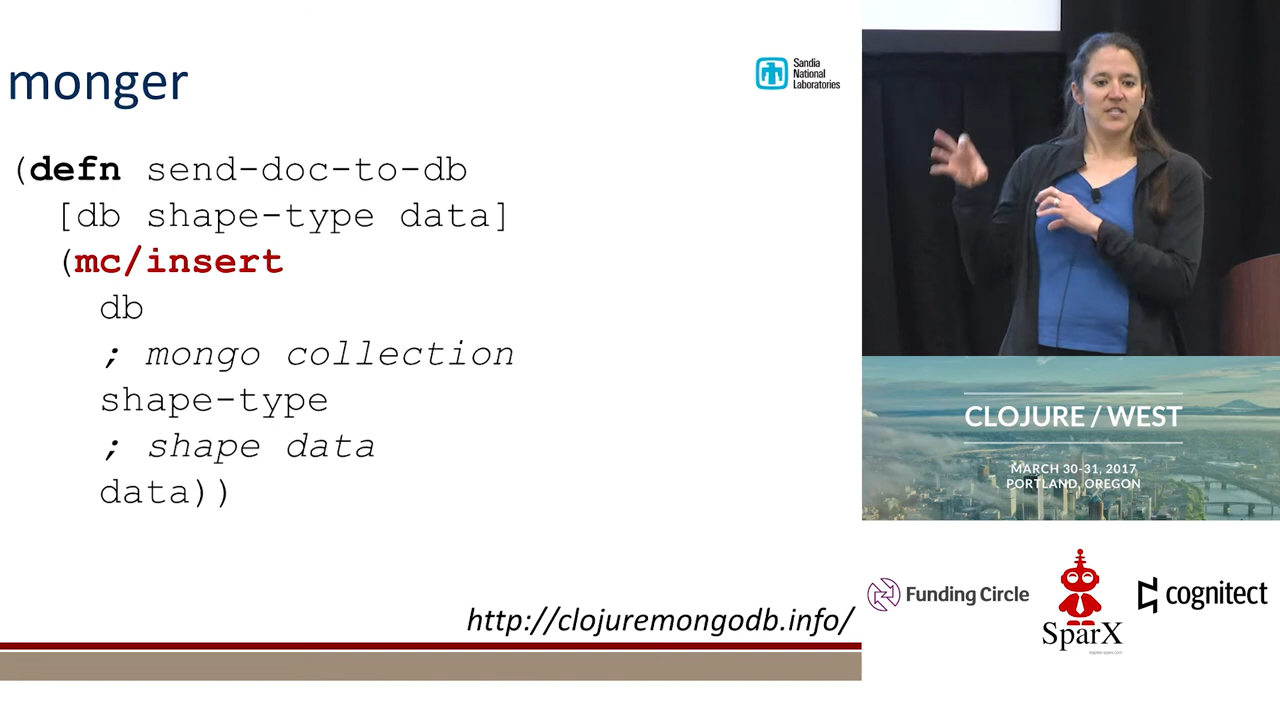 monger
Sandia
National
Laboratories
(defn send-doc-to-db
[db shape-type data]
(mc/insert
db
; mongo collection
shape-type
; shape data
data))
http://clojuremongodb.info/
CLOJURE / WEST
MARCH 30-31, 2017
PORTLAND, OREGON
Funding Circle
SparX
cognitect